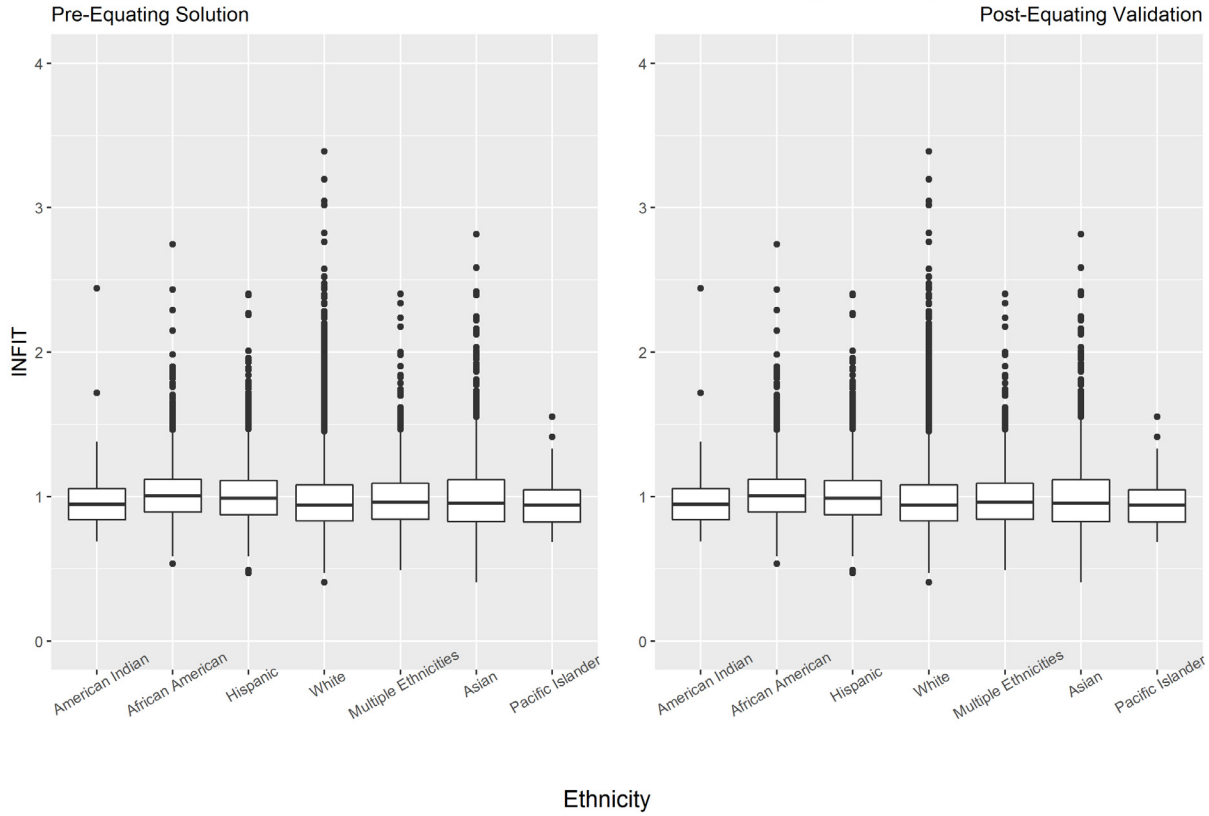 Pre-Equating Solution
Post-Equating Validation
INFIT
4
3
2
1
0
American Indian
African American
Hispanic
White
Multiple Ethnicities
Asian
Pacific Islander
4
3
2
1
0
American Indian
African American
Hispanic
White
Multiple Ethnicities
Asian
Pacific Islander
Ethnicity